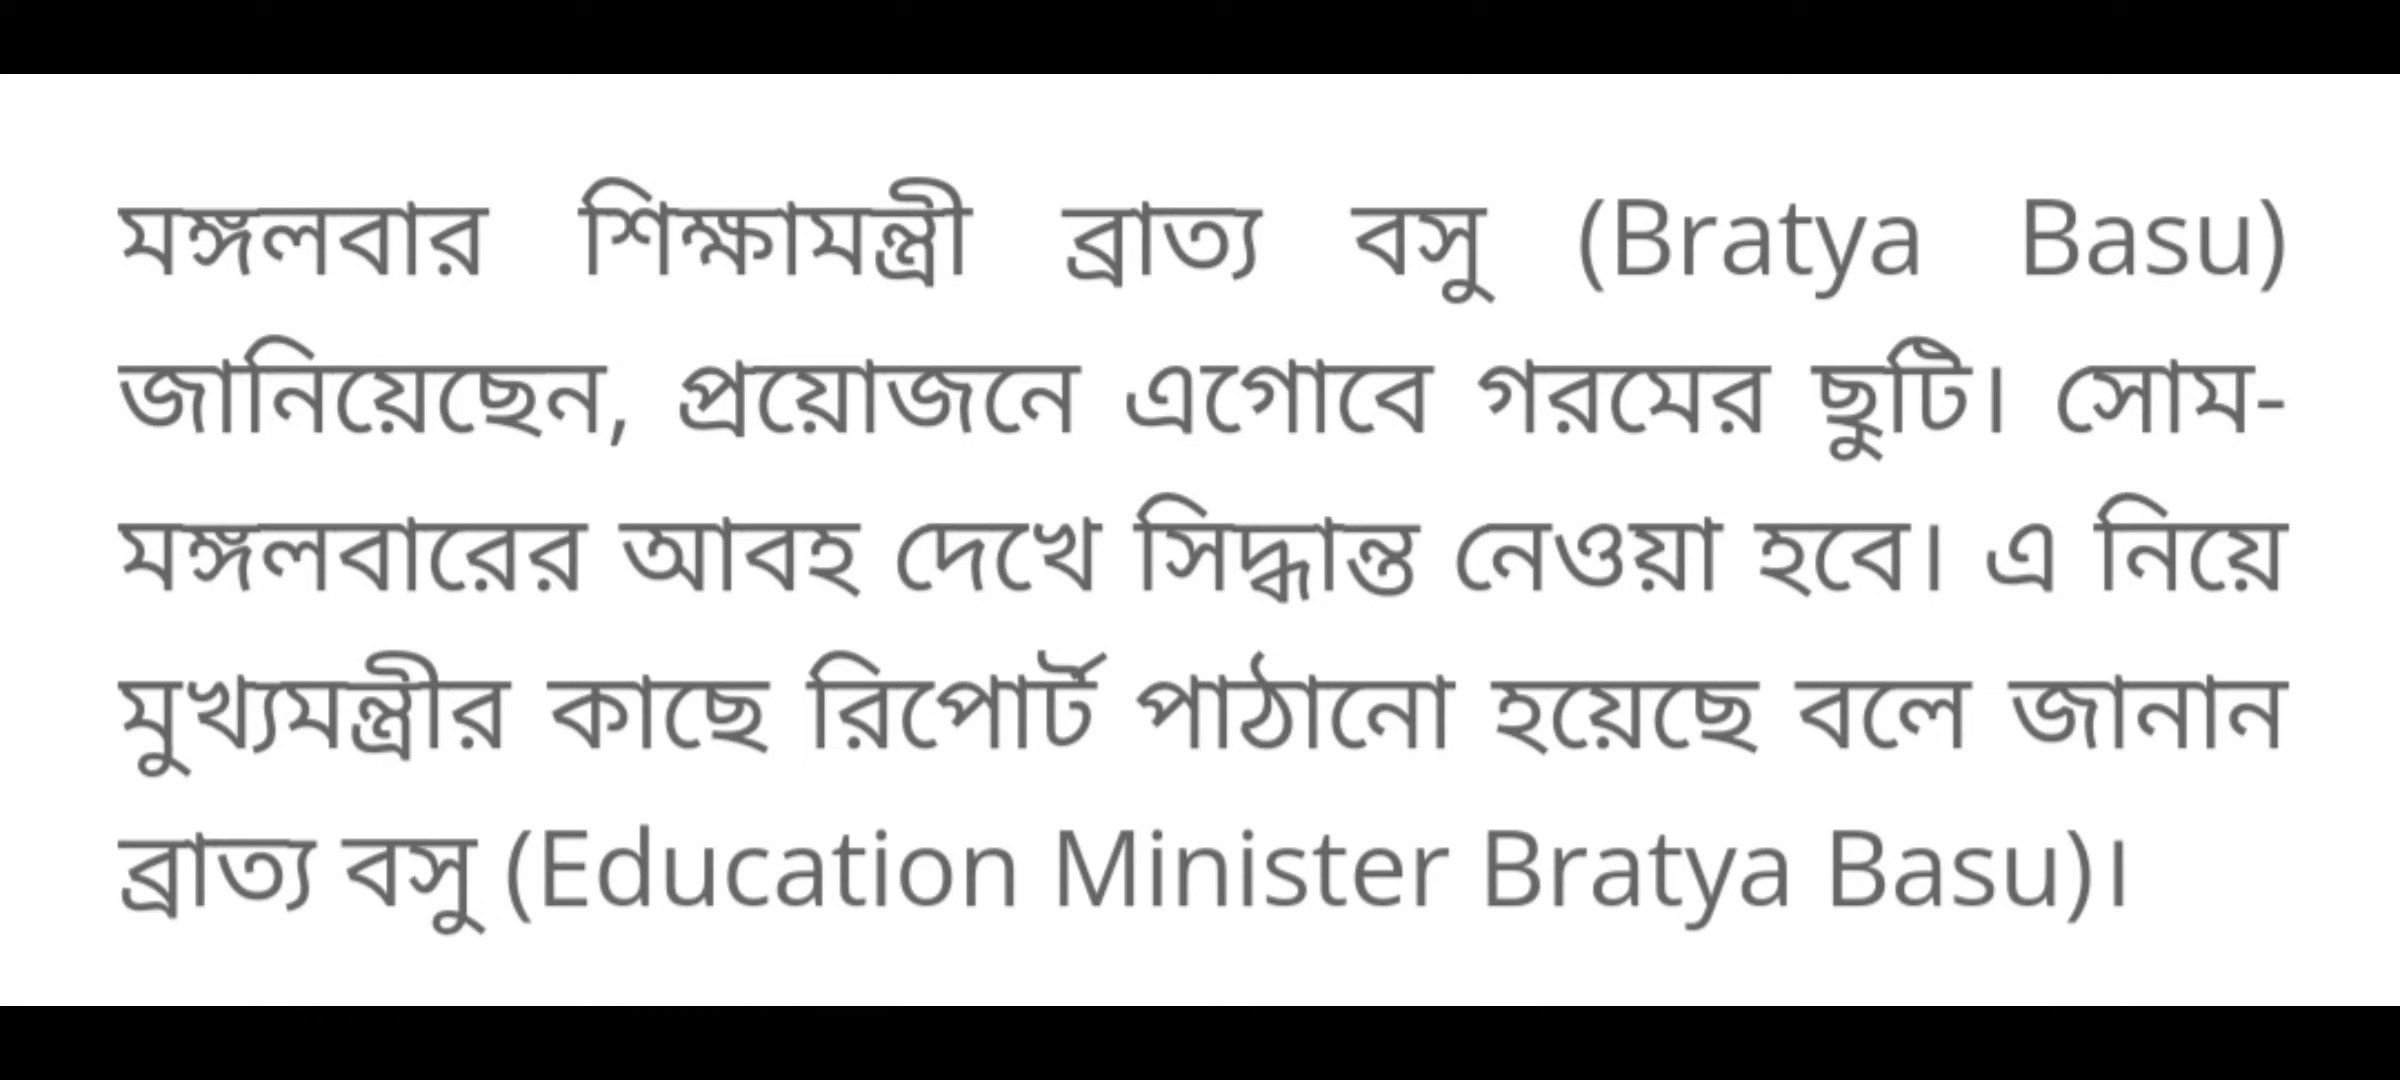 মঙ্গলবার শিক্ষামন্ত্রী ব্রাত্য বসু (Bratya Basu)
জানিয়েছেন, প্রয়োজনে এগোবে গরমের ছুটি। সোম-
মঙ্গলবারের আবহ দেখে সিদ্ধান্ত নেওয়া হবে। এ নিয়ে
মুখ্যমন্ত্রীর কাছে রিপোর্ট পাঠানো হয়েছে বলে জানান
ব্রাত্য বসু (Education Minister Bratya Basu)।